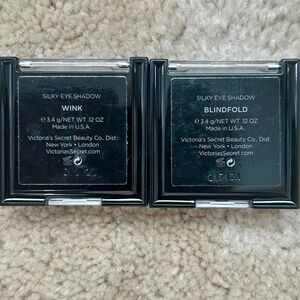 SILKY EYE SHADOW
WINK
℮ 3.4 g/NET WT .12 OZ
Made in U.S.A.
Victoria's Secret Beauty Co., Dist.
New York • London
VictoriasSecret.com
SILKY EYE SHADOW
BLINDFOLD
℮ 3.4 g/NET WT .12 OZ
Made in U.S.A.
Victoria's Secret Beauty Co., Dist.
New York • London
VictoriasSecret.com